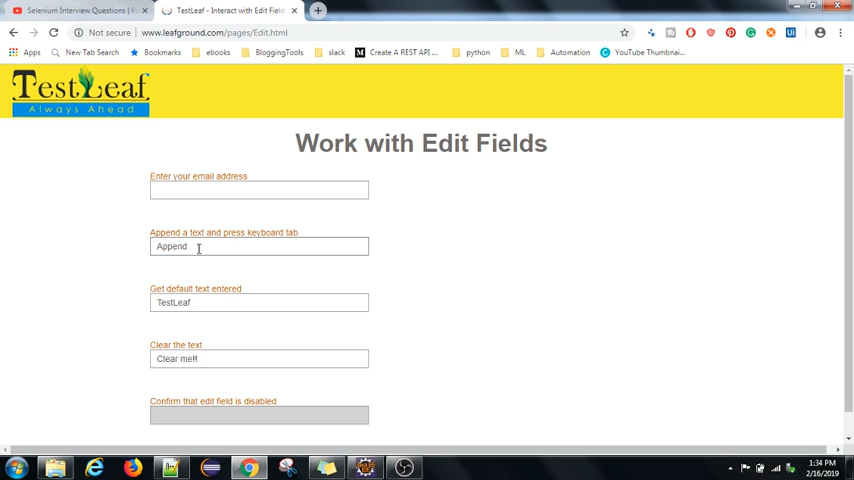 Selenium Interview Questions | P
TestLeaf - Interact with Edit Fiel
Not secure | www.leafground.com/pages/Edit.html
Apps
New Tab Search
Bookmarks
ebooks
BloggingTools
slack
Create A REST API ...
python
ML
Automation
YouTube Thumbnai...
TestLeaf
Always Ahead
Work with Edit Fields
Enter your email address
Append a text and press keyboard tab
Append
Get default text entered
TestLeaf
Clear the text
Clear me!!
Confirm that edit field is disabled
1:34 PM
2/16/2019